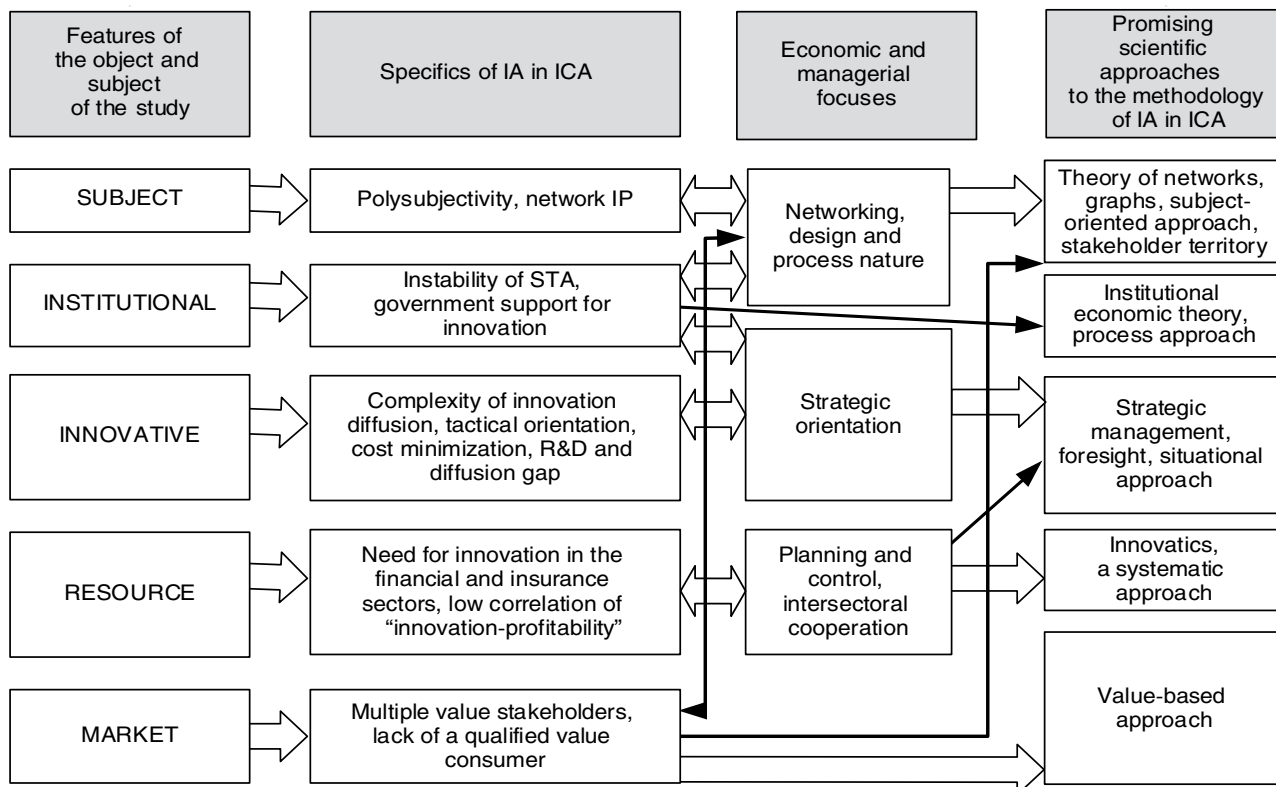 Features of
the object and
subject
of the study
Specifics of IA in ICA
Economic and
managerial
focuses
Promising
scientific
approaches
to the methodology
of IA in ICA
SUBJECT
Polysubjectivity, network IP
Networking,
design and
process nature
Theory of networks,
graphs, subject-
oriented approach,
stakeholder territory
INSTITUTIONAL
Instability of STA,
government support for
innovation
Institutional
economic theory,
process approach
INNOVATIVE
Complexity of innovation
diffusion, tactical orientation,
cost minimization, R&D and
diffusion gap
Strategic
orientation
Strategic
management,
foresight, situational
approach
RESOURCE
Need for innovation in the
financial and insurance
sectors, low correlation of
“innovation-profitability”
Planning and
control,
intersectoral
cooperation
Innovatics,
a systematic
approach
MARKET
Multiple value stakeholders,
lack of a qualified value
consumer
Value-based
approach